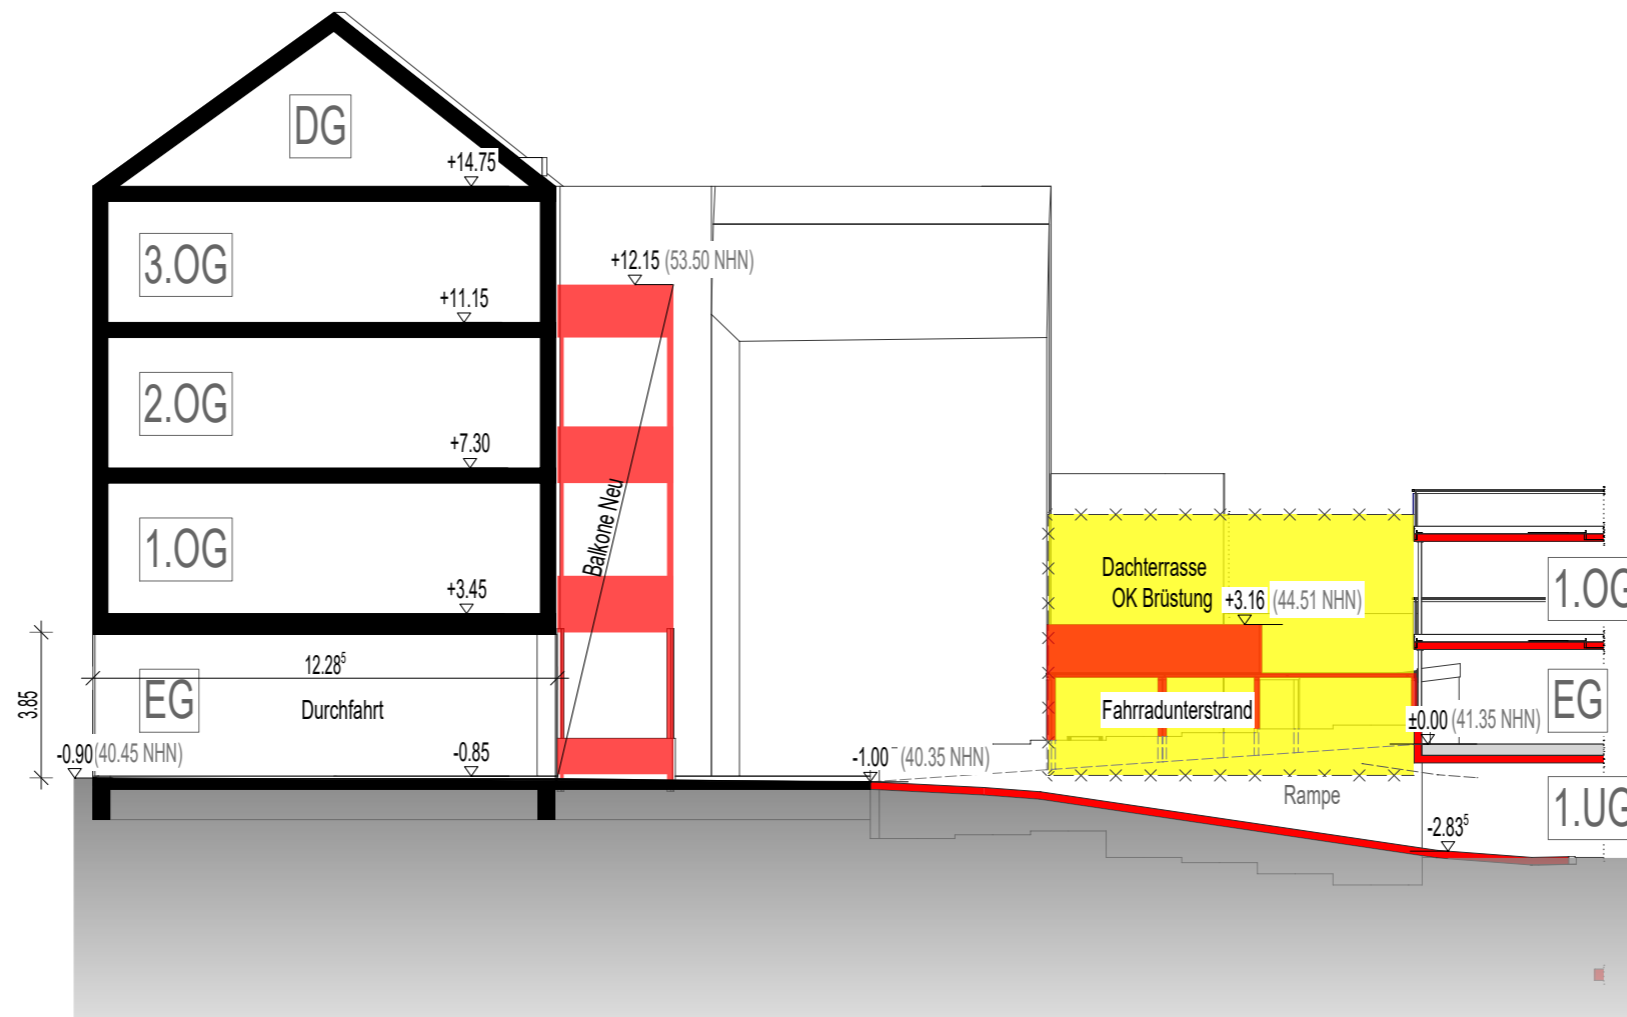 DG
+14.75
3.OG
+12.15 (53.50 NHN)
+11.15
2.OG
+7.30
Balkone Neu
1.OG
Dachterrasse
OK Brüstung +3.16 (44.51 NHN)
1.OG
+3.45
3.85
12.28⁵
EG
Durchfahrt
Fahrradunterstrand
EG
±0.00 (41.35 NHN)
-0.90 (40.45 NHN)
-0.85
-1.00 (40.35 NHN)
Rampe
1.UG
-2.83⁵